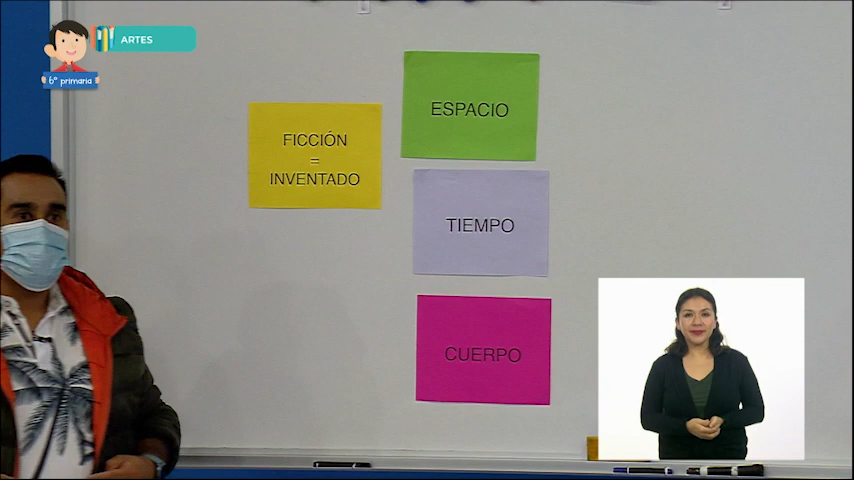 ARTES
6° primaria
FICCIÓN
=
INVENTADO
ESPACIO
TIEMPO
CUERPO